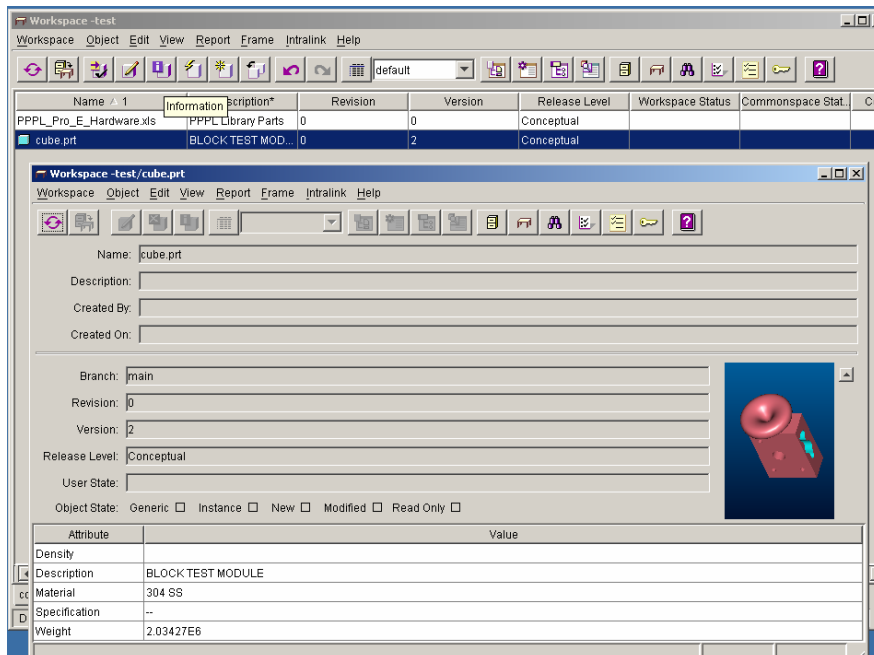 Workspace -test
Workspace Object Edit View Report Frame Intralink Help
default
Name 1 scription* Revision Version Release Level Workspace Status Commonspace Stat.. C
Information
PPPL_Pro_E_Hardware.xls PPPL Library Parts 0 0 Conceptual
cube.prt BLOCK TEST MOD... 0 2 Conceptual
Workspace -test/cube.prt
Workspace Object Edit View Report Frame Intralink Help
Name: cube.prt
Description:
Created By:
Created On:
Branch: main
Revision: 0
Version: 2
Release Level: Conceptual
User State:
Object State: Generic Instance New Modified Read Only
Attribute Value
Density
Description BLOCK TEST MODULE
Material 304 SS
Specification --
Weight 2.03427E6